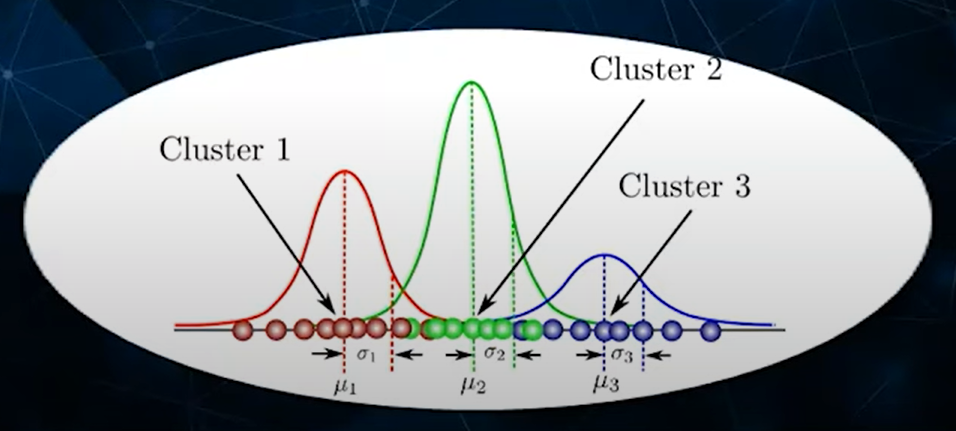 Cluster 2
Cluster 1
Cluster 3
σ₁ σ₂ σ₃
μ₁ μ₂ μ₃